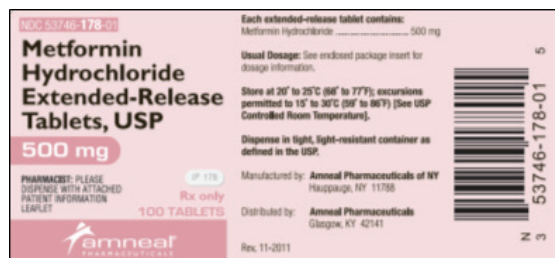 NDC 53746-178-01
Metformin
Hydrochloride
Extended-Release
Tablets, USP
500 mg
PHARMACIST: PLEASE
DISPENSE WITH ATTACHED
PATIENT INFORMATION
LEAFLET
IP 178
Rx only
100 TABLETS
amneal
PHARMACEUTICALS
Each extended-release tablet contains:
Metformin Hydrochloride ........................... 500 mg
Usual Dosage: See enclosed package insert for
dosage information.
Store at 20° to 25°C (68° to 77°F); excursions
permitted to 15° to 30°C (59° to 86°F) [See USP
Controlled Room Temperature].
Dispense in tight, light-resistant container as
defined in the USP.
Manufactured by: Amneal Pharmaceuticals of NY
Hauppauge, NY 11788
Distributed by: Amneal Pharmaceuticals
Glasgow, KY 42141
Rev. 11-2011
N 3 53746-178-01 5